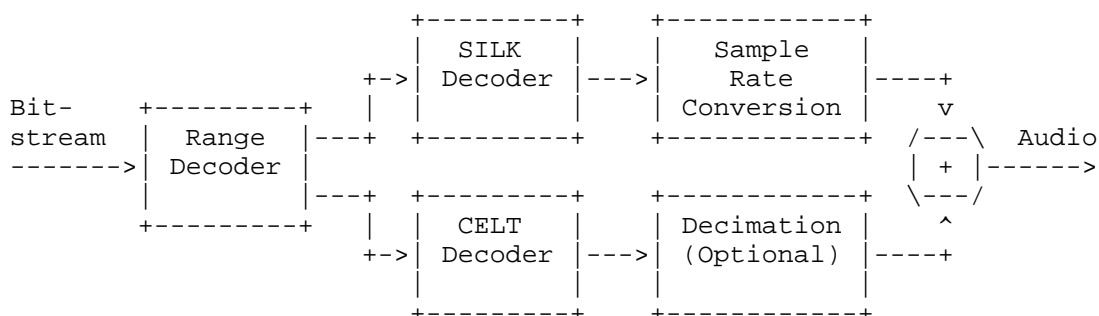 SILK Decoder
Sample Rate Conversion
Bit-
stream
Range Decoder
+
Audio
CELT Decoder
Decimation (Optional)